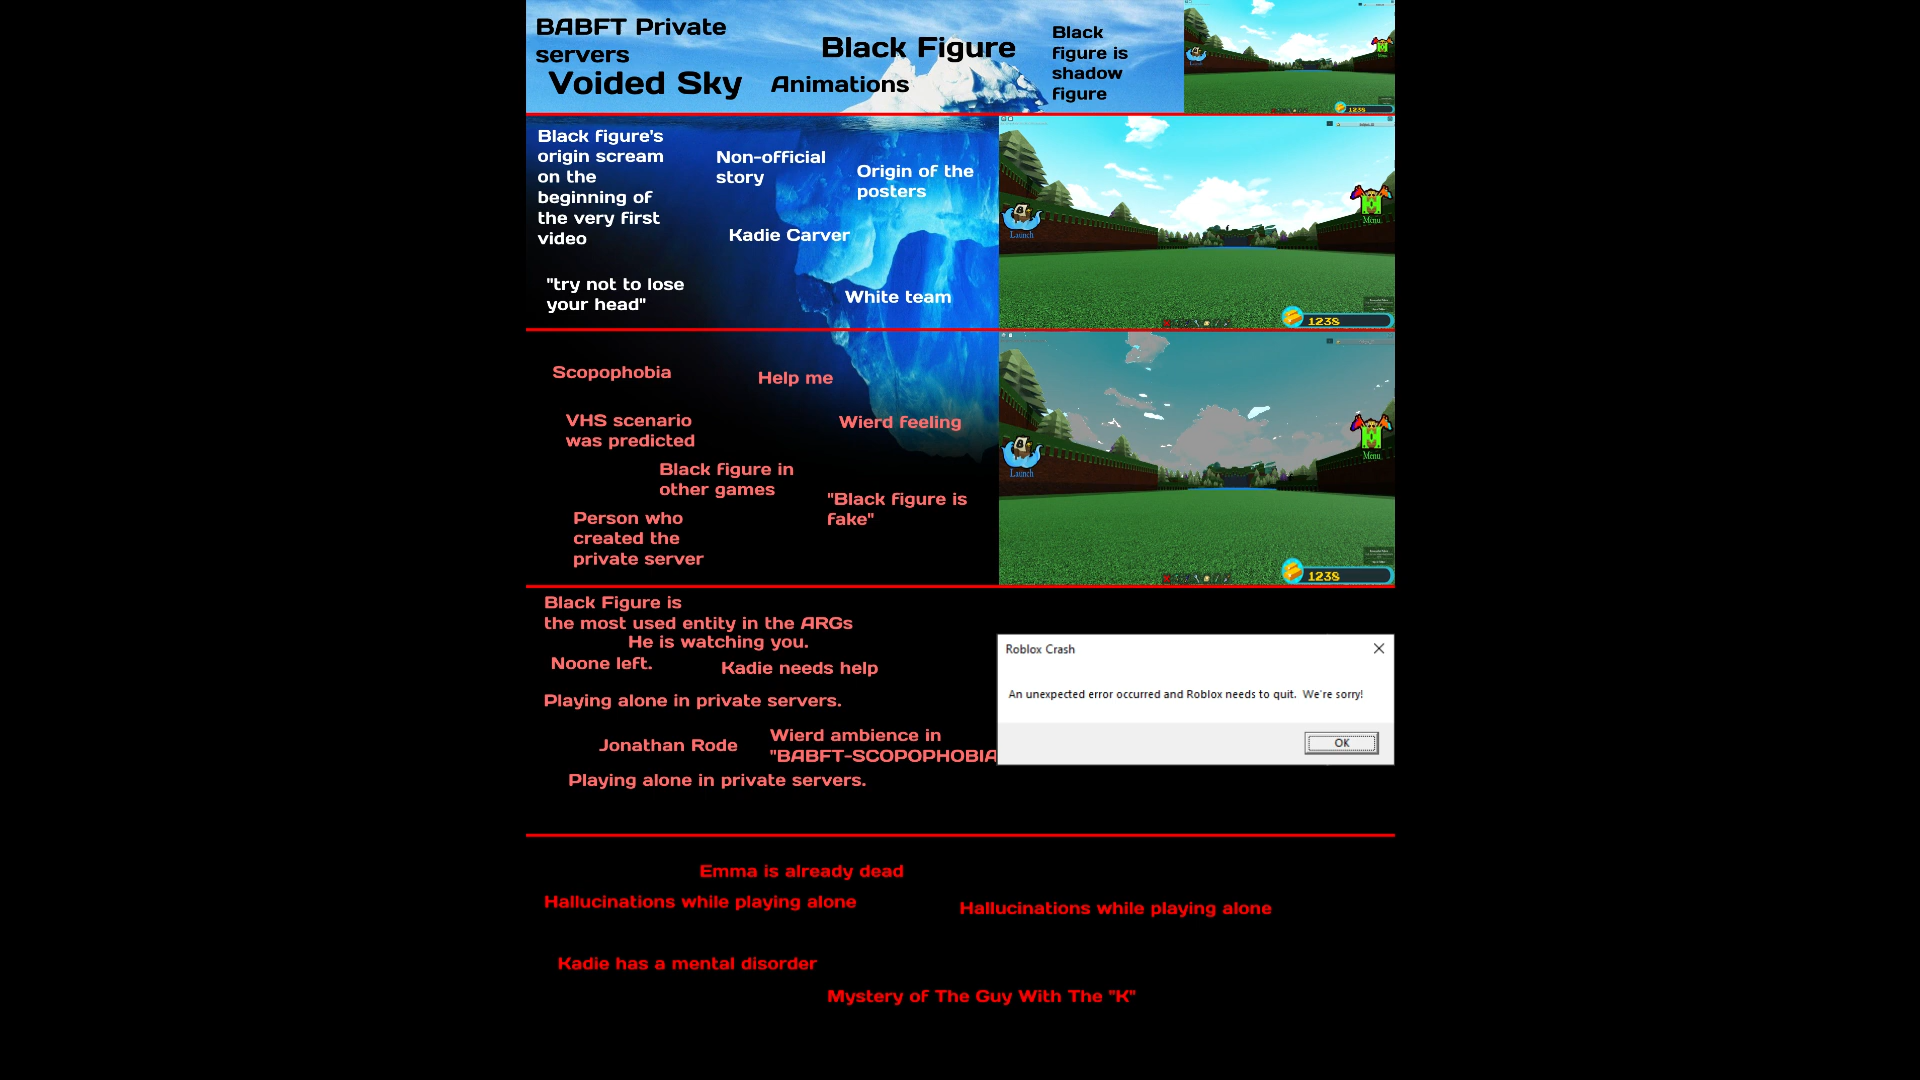 BABFT Private
servers
Voided Sky
Black Figure
Animations
Black
figure is
shadow
figure
1238
Black figure's
origin scream
on the
beginning of
the very first
video
Non-official
story
Origin of the
posters
Kadie Carver
"try not to lose
your head"
White team
Launch
Menu
1238
Scopophobia
Help me
VHS scenario
was predicted
Wierd feeling
Black figure in
other games
"Black figure is
fake"
Person who
created the
private server
Launch
Menu
1238
Black Figure is
the most used entity in the ARGs
He is watching you.
Noone left.
Kadie needs help
Playing alone in private servers.
Jonathan Rode
Wierd ambience in
"BABFT-SCOPOPHOBIA
Playing alone in private servers.
Roblox Crash
An unexpected error occurred and Roblox needs to quit. We're sorry!
OK
Emma is already dead
Hallucinations while playing alone
Hallucinations while playing alone
Kadie has a mental disorder
Mystery of The Guy With The "K"